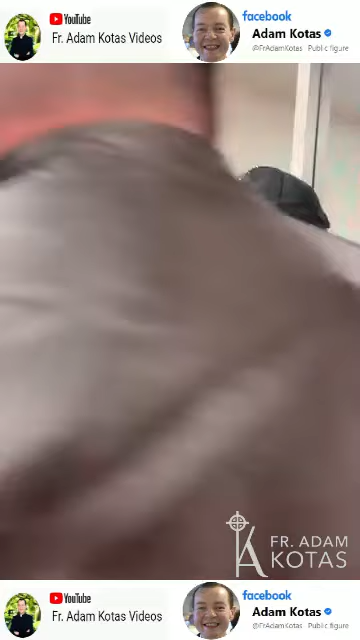 YouTube
Fr. Adam Kotas Videos
facebook
Adam Kotas
@FrAdamKotas · Public figure
FR. ADAM
KOTAS
YouTube
Fr. Adam Kotas Videos
facebook
Adam Kotas
@FrAdamKotas · Public figure